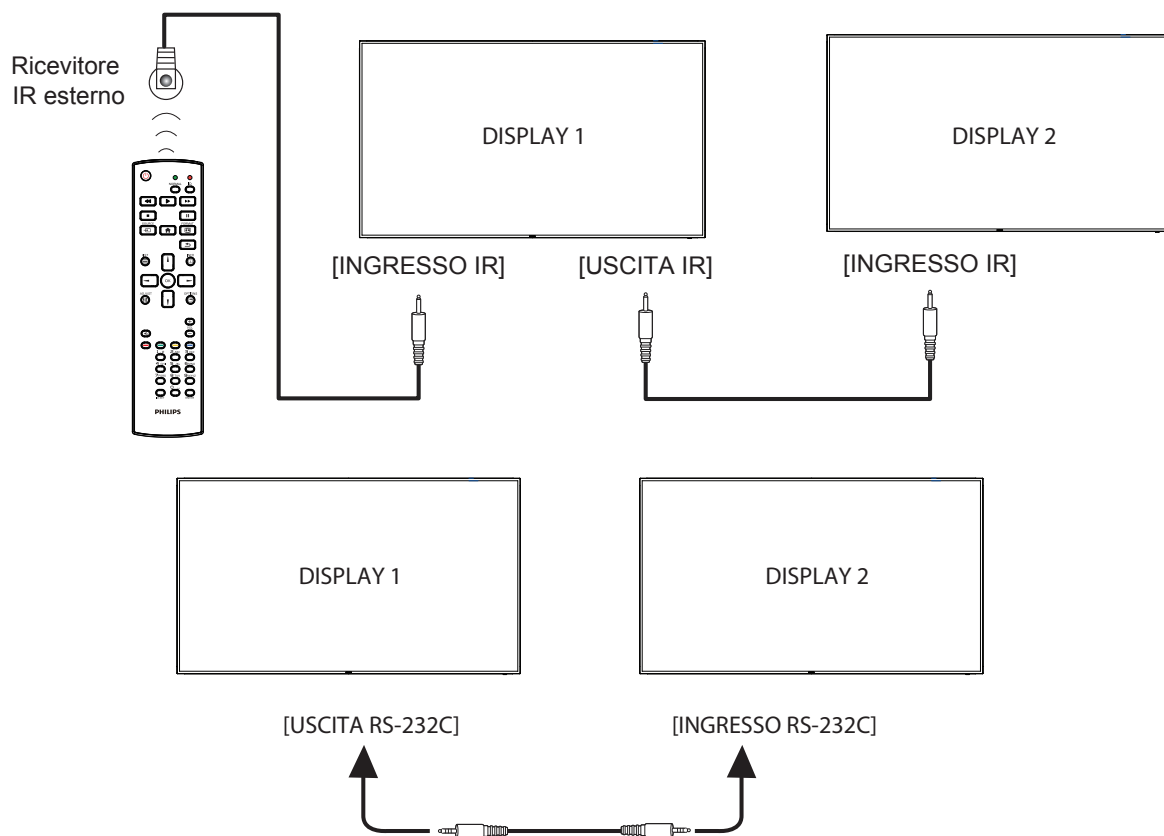 Ricevitore
IR esterno
DISPLAY 1
DISPLAY 2
[INGRESSO IR]
[USCITA IR]
[INGRESSO IR]
PHILIPS
DISPLAY 1
DISPLAY 2
[USCITA RS-232C]
[INGRESSO RS-232C]